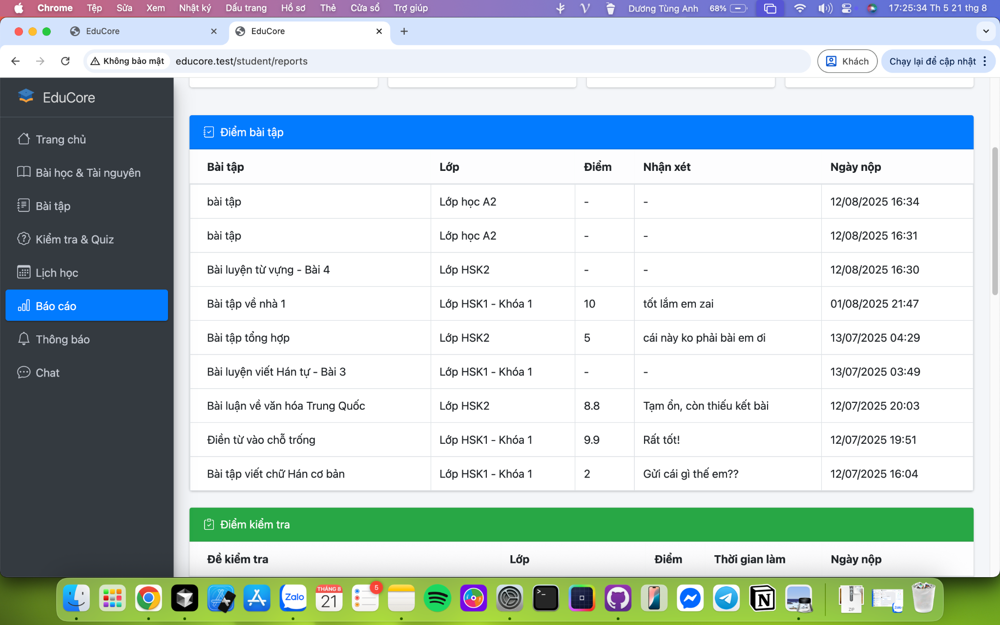 Chrome Tệp Sửa Xem Nhật ký Dấu trang Hồ sơ Thẻ Cửa sổ Trợ giúp Dương Tùng Anh 68% 17:25:34 Th 5 21 thg 8
EduCore EduCore
Không bảo mật educore.test/student/reports Khách Chạy lại để cập nhật
EduCore
Trang chủ
Bài học & Tài nguyên
Bài tập
Kiểm tra & Quiz
Lịch học
Báo cáo
Thông báo
Chat
Điểm bài tập
Bài tập Lớp Điểm Nhận xét Ngày nộp
bài tập Lớp học A2 - - 12/08/2025 16:34
bài tập Lớp học A2 - - 12/08/2025 16:31
Bài luyện từ vựng - Bài 4 Lớp HSK2 - - 12/08/2025 16:30
Bài tập về nhà 1 Lớp HSK1 - Khóa 1 10 tốt lắm em zai 01/08/2025 21:47
Bài tập tổng hợp Lớp HSK2 5 cái này ko phải bài em ơi 13/07/2025 04:29
Bài luyện viết Hán tự - Bài 3 Lớp HSK1 - Khóa 1 - - 13/07/2025 03:49
Bài luận về văn hóa Trung Quốc Lớp HSK2 8.8 Tạm ổn, còn thiếu kết bài 12/07/2025 20:03
Điền từ vào chỗ trống Lớp HSK1 - Khóa 1 9.9 Rất tốt! 12/07/2025 19:51
Bài tập viết chữ Hán cơ bản Lớp HSK1 - Khóa 1 2 Gửi cái gì thế em?? 12/07/2025 16:04
Điểm kiểm tra
Đề kiểm tra Lớp Điểm Thời gian làm Ngày nộp
Zalo
THÁNG 8
21
5
ZIP
Zalo